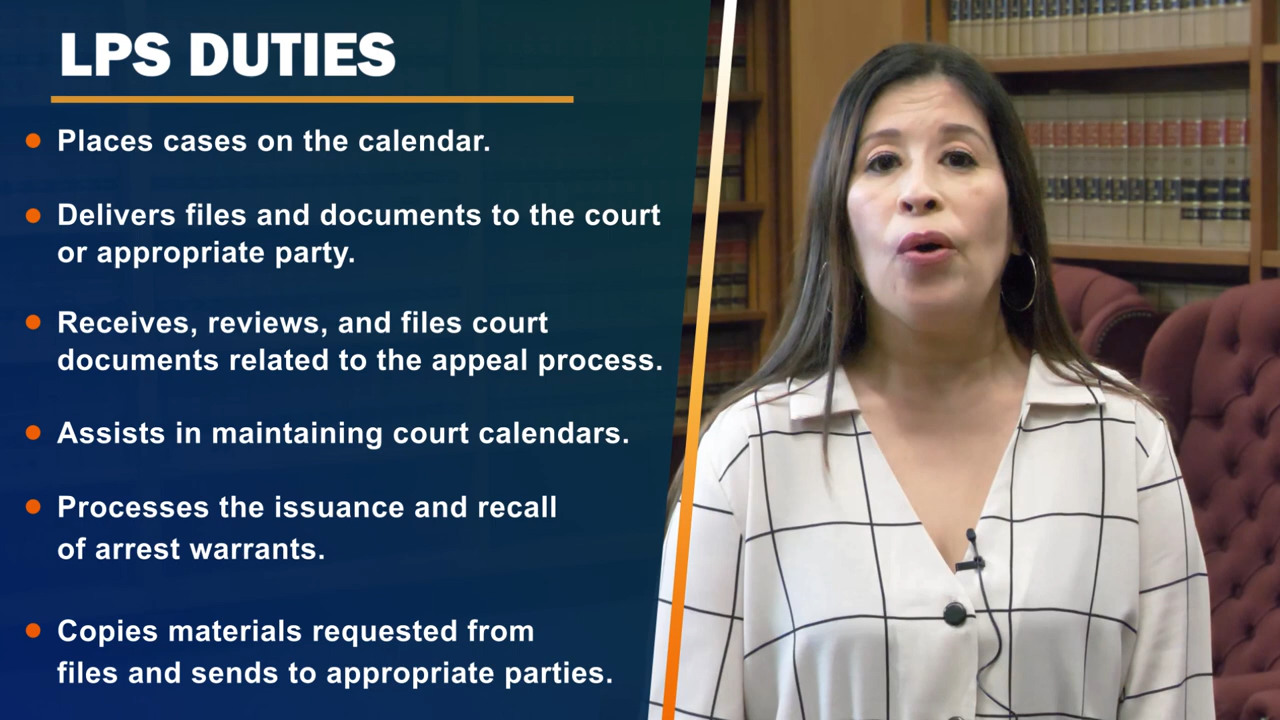 LPS DUTIES
Places cases on the calendar.
Delivers files and documents to the court
or appropriate party.
Receives, reviews, and files court
documents related to the appeal process.
Assists in maintaining court calendars.
Processes the issuance and recall
of arrest warrants.
Copies materials requested from
files and sends to appropriate parties.